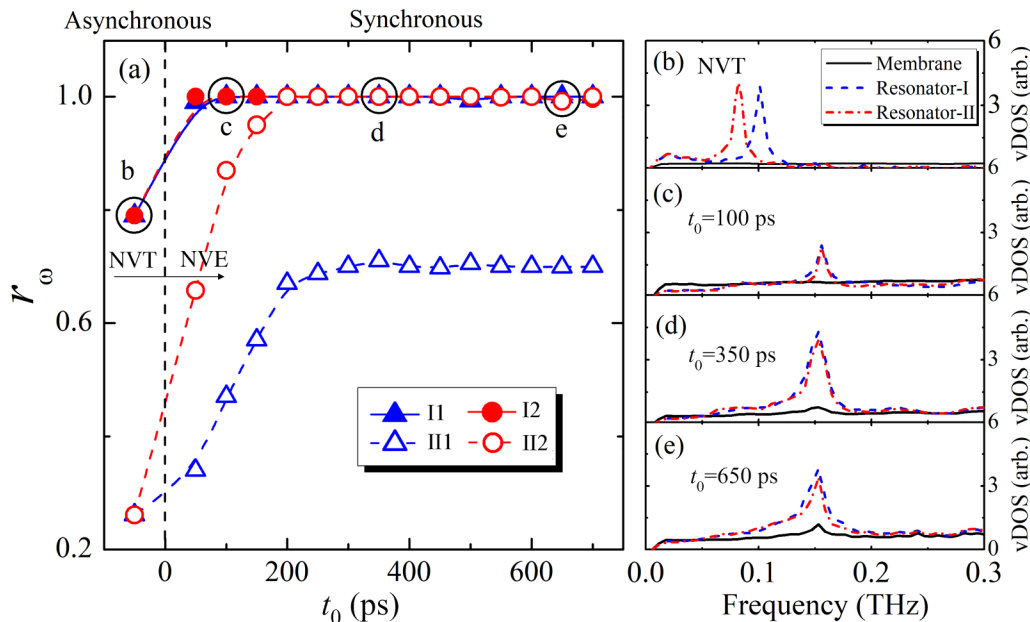 Asynchronous Synchronous
(a)
1.0
0.6
0.2
rω
b
c
d
e
NVT NVE
I1 I2
II1 II2
0 200 400 600
t0 (ps)
(b) NVT
Membrane
Resonator-I
Resonator-II
6
3
vDOS (arb.)
(c)
t0=100 ps
6
3
vDOS (arb.)
(d)
t0=350 ps
6
3
vDOS (arb.)
(e)
t0=650 ps
6
3
0
vDOS (arb.)
0.0 0.1 0.2 0.3
Frequency (THz)